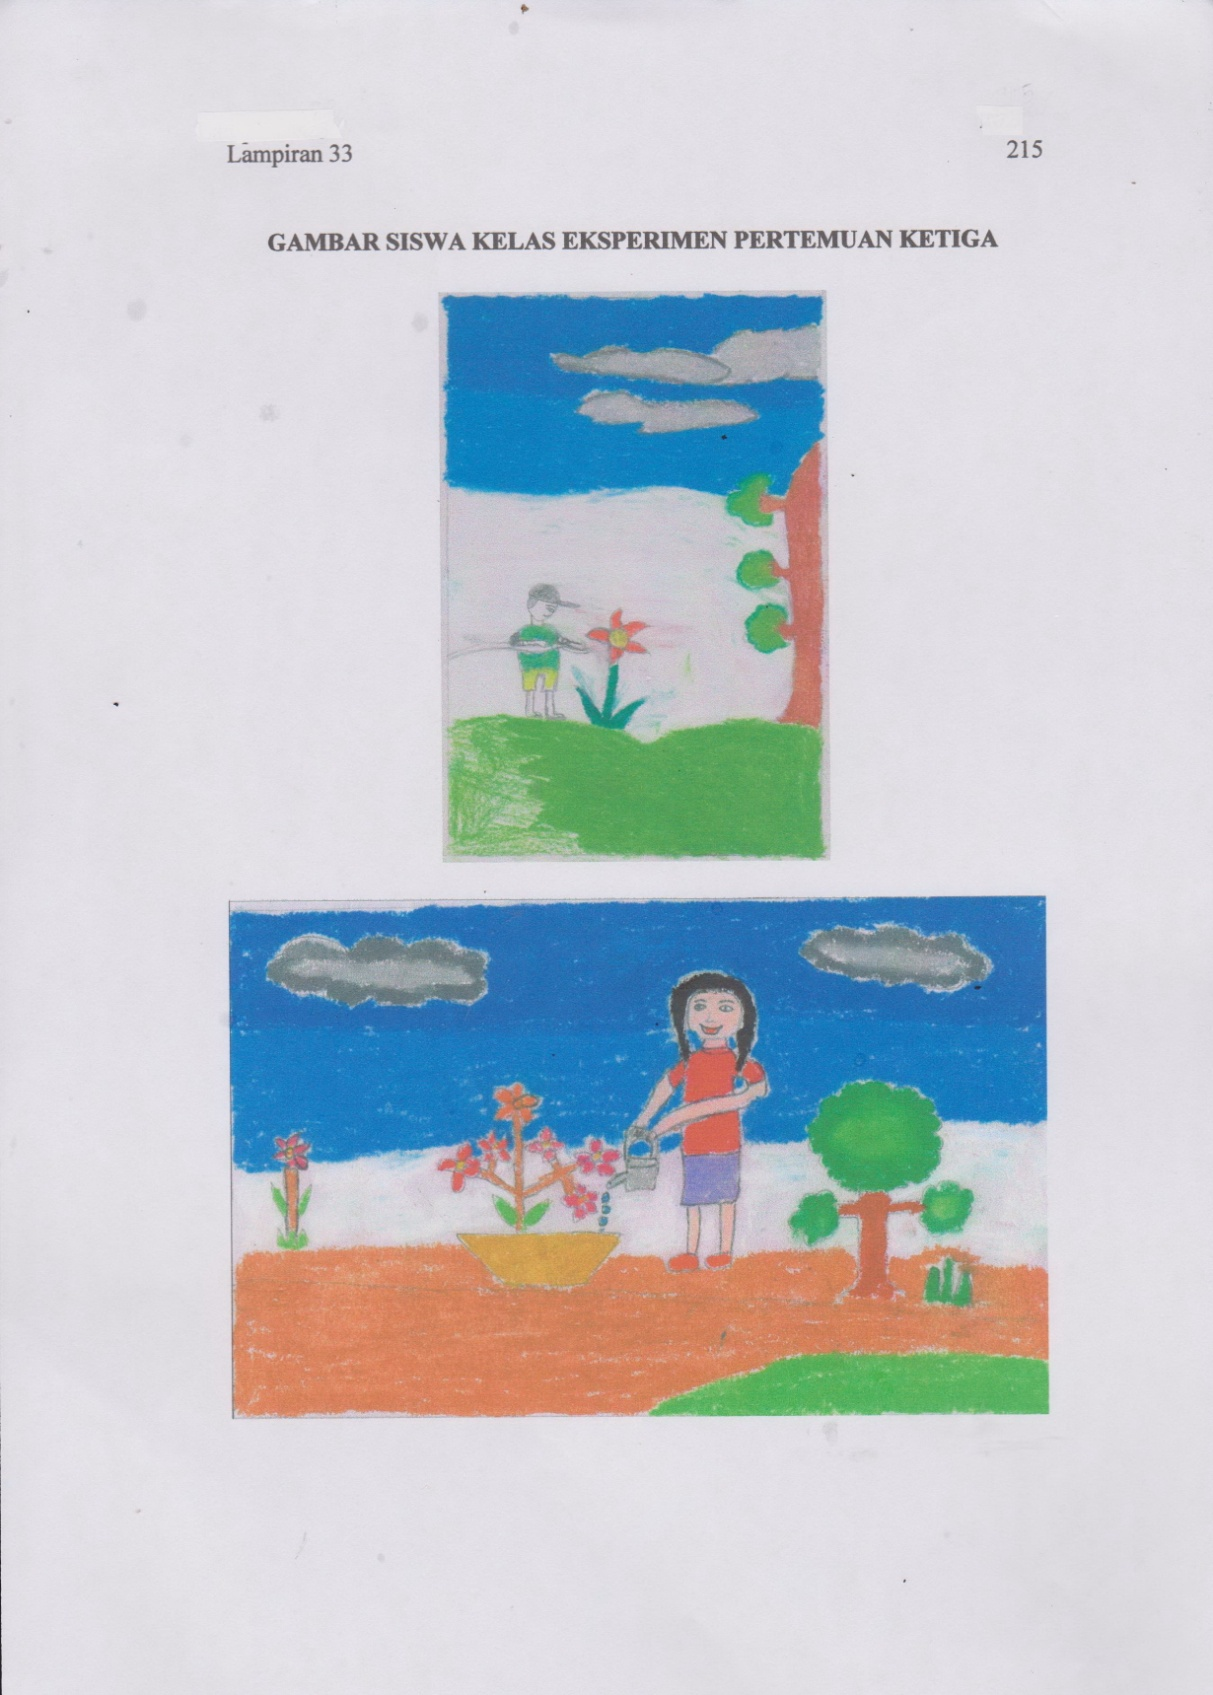 Lampiran 33
215
GAMBAR SISWA KELAS EKSPERIMEN PERTEMUAN KETIGA